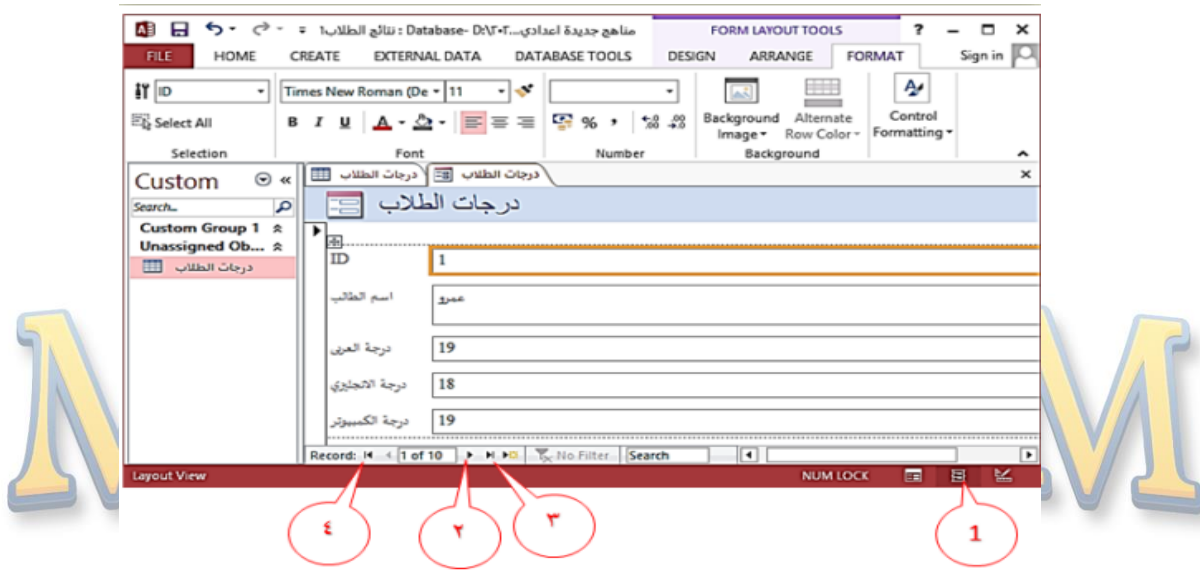 مناهج جديدة اعدادي...٢٠٢\:Database- D : نتائج الطلاب١
FORM LAYOUT TOOLS
?
FILE HOME CREATE EXTERNAL DATA DATABASE TOOLS DESIGN ARRANGE FORMAT Sign in
ID
Times New Roman (De 11
Select All
B I U A % ,
Background Image
Alternate Row Color
Control Formatting
Selection Font Number Background
Custom
درجات الطلاب
درجات الطلاب
Search...
درجات الطلاب
Custom Group 1
Unassigned Ob...
درجات الطلاب
ID 1
اسم الطالب عمرو
درجة العربى 19
درجة الانجليزي 18
درجة الكمبيوتر 19
Record: 1 of 10 No Filter Search
Layout View NUM LOCK
٤ ٢ ٣ 1
M M